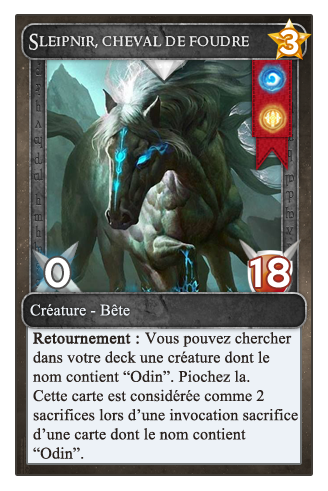 Sleipnir, cheval de foudre
3
0
18
Créature - Bête
Retournement : Vous pouvez chercher
dans votre deck une créature dont le
nom contient “Odin”. Piochez la.
Cette carte est considérée comme 2
sacrifices lors d’une invocation sacrifice
d’une carte dont le nom contient
“Odin”.